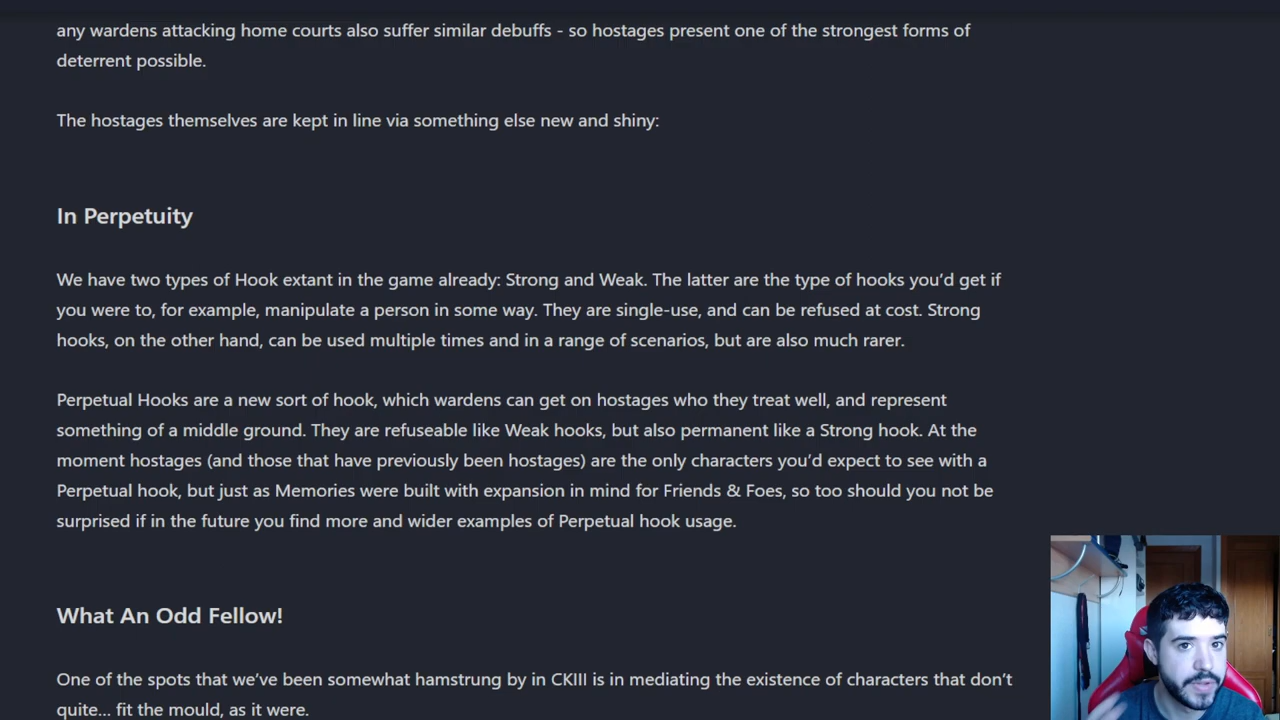 any wardens attacking home courts also suffer similar debuffs - so hostages present one of the strongest forms of
deterrent possible.
The hostages themselves are kept in line via something else new and shiny:
In Perpetuity
We have two types of Hook extant in the game already: Strong and Weak. The latter are the type of hooks you’d get if
you were to, for example, manipulate a person in some way. They are single-use, and can be refused at cost. Strong
hooks, on the other hand, can be used multiple times and in a range of scenarios, but are also much rarer.
Perpetual Hooks are a new sort of hook, which wardens can get on hostages who they treat well, and represent
something of a middle ground. They are refuseable like Weak hooks, but also permanent like a Strong hook. At the
moment hostages (and those that have previously been hostages) are the only characters you’d expect to see with a
Perpetual hook, but just as Memories were built with expansion in mind for Friends & Foes, so too should you not be
surprised if in the future you find more and wider examples of Perpetual hook usage.
What An Odd Fellow!
One of the spots that we’ve been somewhat hamstrung by in CKIII is in mediating the existence of characters that don’t
quite... fit the mould, as it were.